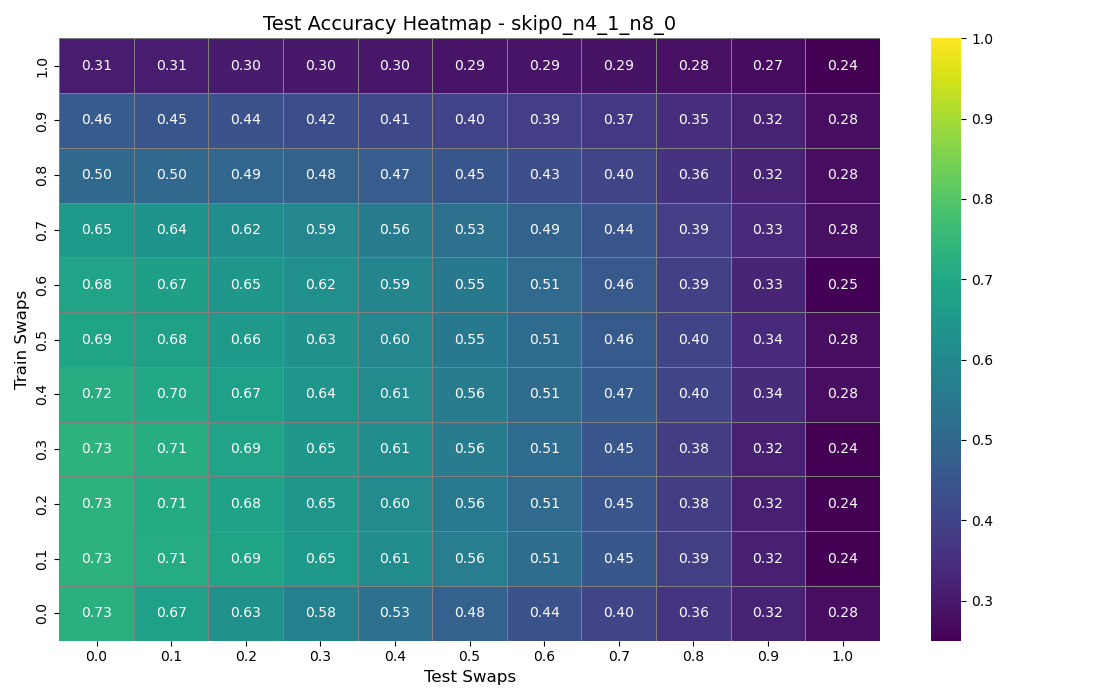 Test Accuracy Heatmap - skip0_n4_1_n8_0
Train Swaps
1.0 0.31 0.31 0.30 0.30 0.30 0.29 0.29 0.29 0.28 0.27 0.24
0.9 0.46 0.45 0.44 0.42 0.41 0.40 0.39 0.37 0.35 0.32 0.28
0.8 0.50 0.50 0.49 0.48 0.47 0.45 0.43 0.40 0.36 0.32 0.28
0.7 0.65 0.64 0.62 0.59 0.56 0.53 0.49 0.44 0.39 0.33 0.28
0.6 0.68 0.67 0.65 0.62 0.59 0.55 0.51 0.46 0.39 0.33 0.25
0.5 0.69 0.68 0.66 0.63 0.60 0.55 0.51 0.46 0.40 0.34 0.28
0.4 0.72 0.70 0.67 0.64 0.61 0.56 0.51 0.47 0.40 0.34 0.28
0.3 0.73 0.71 0.69 0.65 0.61 0.56 0.51 0.45 0.38 0.32 0.24
0.2 0.73 0.71 0.68 0.65 0.60 0.56 0.51 0.45 0.38 0.32 0.24
0.1 0.73 0.71 0.69 0.65 0.61 0.56 0.51 0.45 0.39 0.32 0.24
0.0 0.73 0.67 0.63 0.58 0.53 0.48 0.44 0.40 0.36 0.32 0.28
0.0 0.1 0.2 0.3 0.4 0.5 0.6 0.7 0.8 0.9 1.0
Test Swaps
1.0
0.9
0.8
0.7
0.6
0.5
0.4
0.3